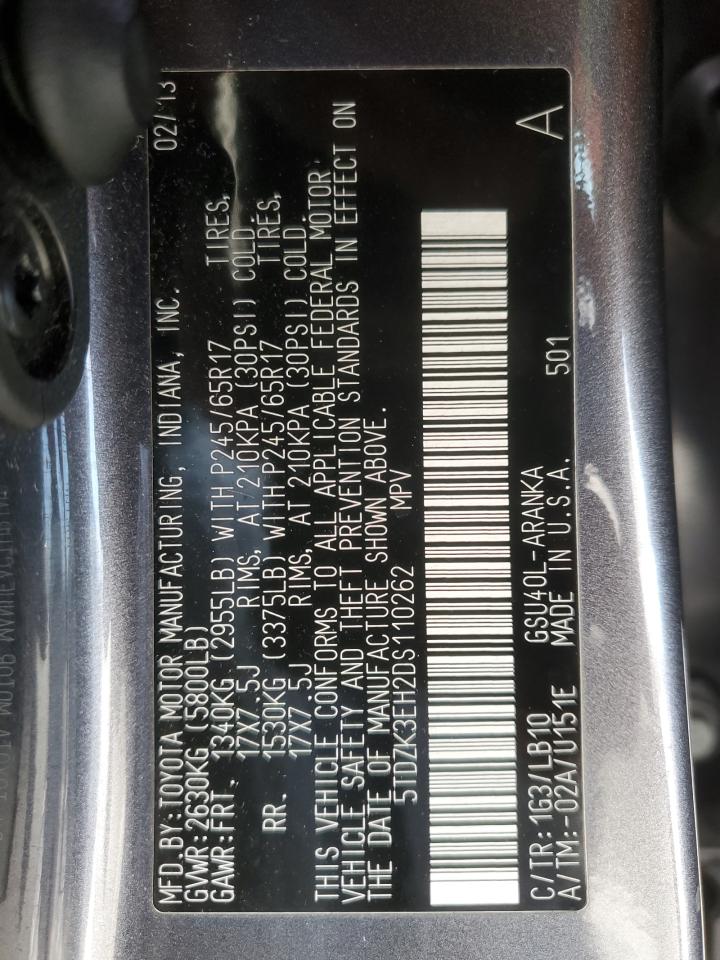 MFD.BY:TOYOTA MOTOR MANUFACTURING, INDIANA, INC. 02/13
GVWR:2630KG (5800LB)
GAWR:FRT. 1340KG (2955LB) WITH P245/65R17 TIRES,
17X7.5J RIMS, AT 210KPA (30PSI) COLD
RR. 1530KG (3375LB) WITH P245/65R17 TIRES,
17X7.5J RIMS, AT 210KPA (30PSI) COLD.
THIS VEHICLE CONFORMS TO ALL APPLICABLE FEDERAL MOTOR
VEHICLE SAFETY AND THEFT PREVENTION STANDARDS IN EFFECT ON
THE DATE OF MANUFACTURE SHOWN ABOVE.
5TDZK3EH2DS110262 MPV
C/TR:1G3/LB10 GSU40L-ARANKA A
A/TM:-02A/U151E MADE IN U.S.A. 501